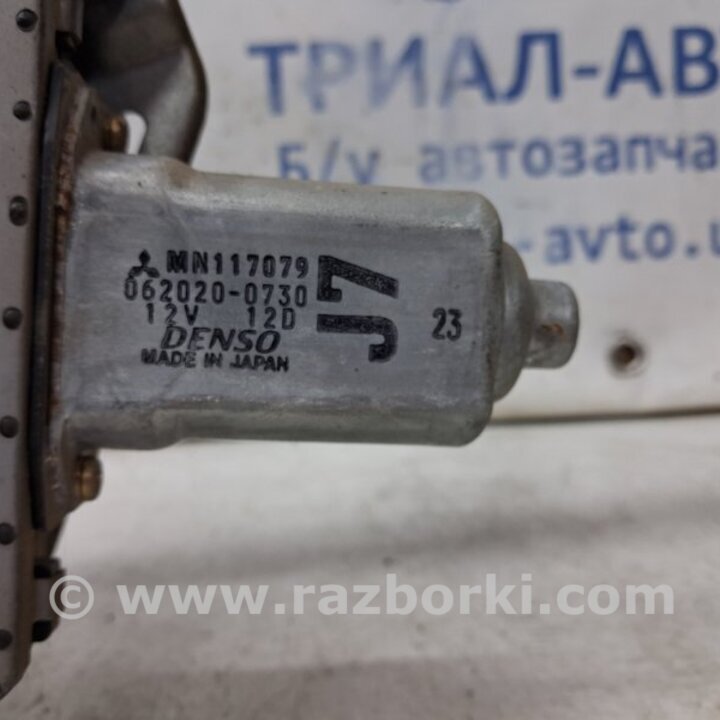 ТРИАЛ-АВ
Б/у автозапча
-avto.u
MN117079
062020-0730
12V 12D
DENSO
MADE IN JAPAN
J7
23
© www.razborki.com